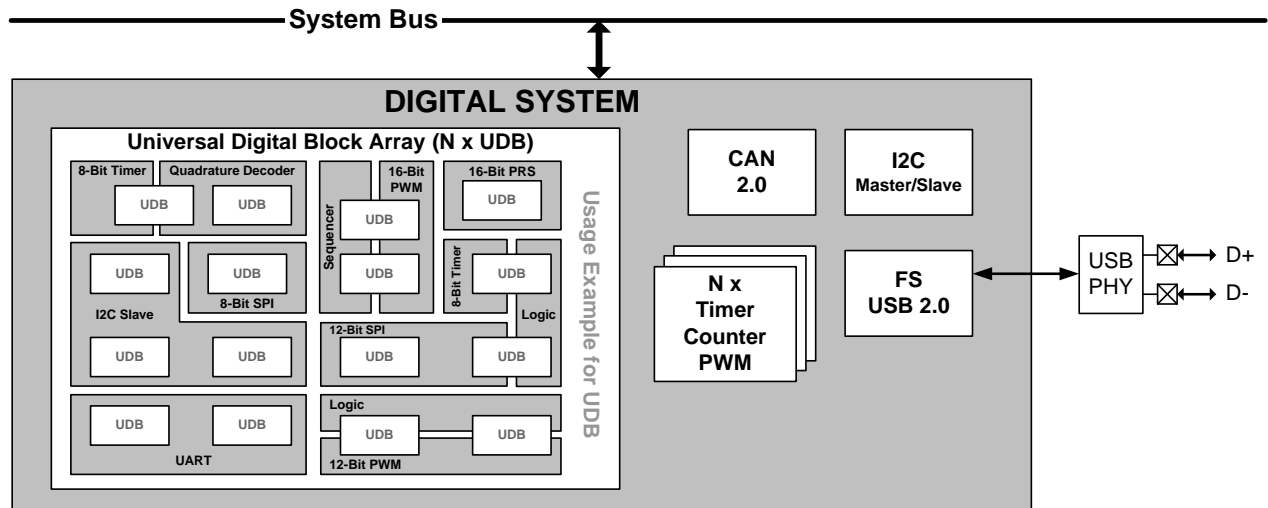 System Bus
DIGITAL SYSTEM
Universal Digital Block Array (N x UDB)
8-Bit Timer
Quadrature Decoder
UDB
UDB
Sequencer
16-Bit
PWM
UDB
UDB
16-Bit PRS
UDB
Usage Example for UDB
UDB
I2C Slave
UDB
UDB
UDB
8-Bit SPI
8-Bit Timer
UDB
Logic
12-Bit SPI
UDB
UDB
UDB
UDB
UART
Logic
UDB
UDB
12-Bit PWM
CAN
2.0
I2C
Master/Slave
N x
Timer
Counter
PWM
FS
USB 2.0
USB
PHY
D+
D-